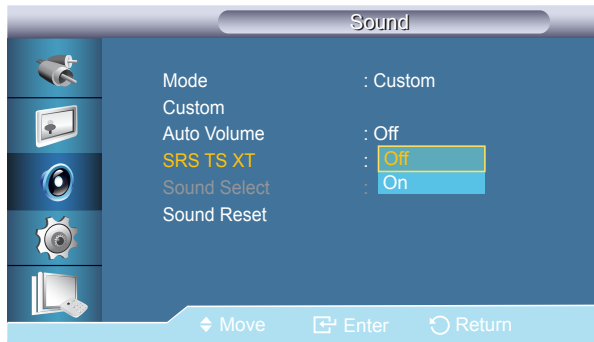 Sound
Mode : Custom
Custom
Auto Volume : Off
SRS TS XT : Off
Sound Select : On
Sound Reset
Move Enter Return